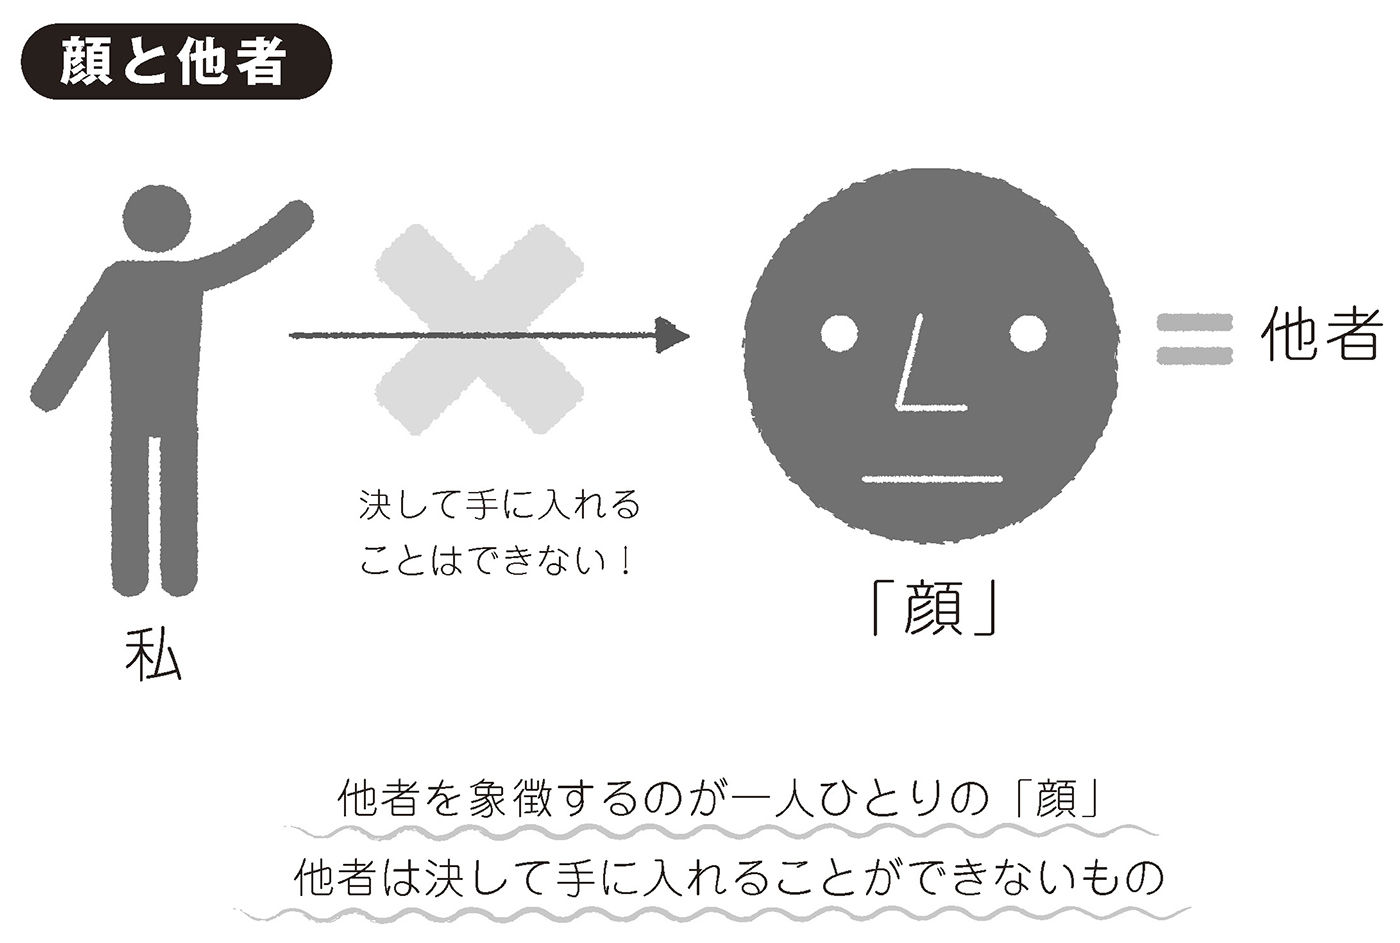 顔と他者
決して手に入れる
ことはできない！
私
「顔」
他者
他者を象徴するのが一人ひとりの「顔」
他者は決して手に入れることができないもの